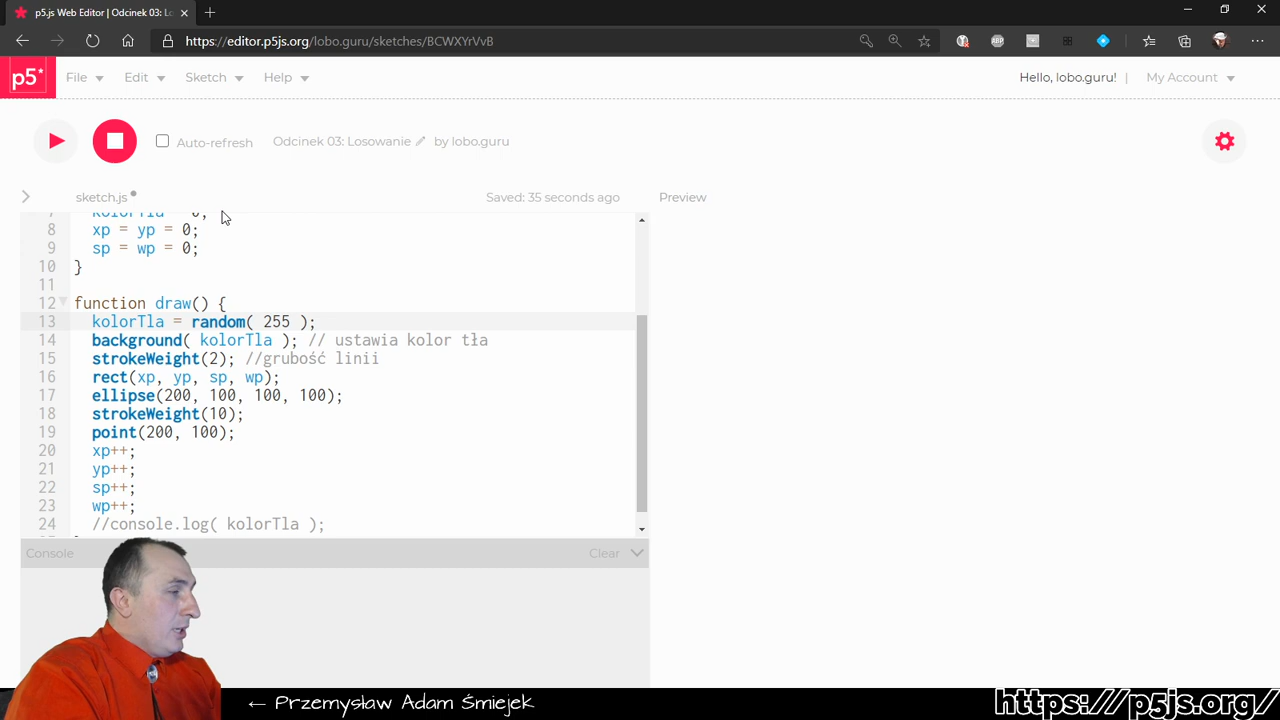 p5.js Web Editor | Odcinek 03: Lo
https://editor.p5js.org/lobo.guru/sketches/BCWXYrVvB
ABP
p5*
File
Edit
Sketch
Help
Hello, lobo.guru! |
My Account
Auto-refresh
Odcinek 03: Losowanie
by lobo.guru
sketch.js
Saved: 35 seconds ago
Preview
7 kolorTla = 0;
8 xp = yp = 0;
9 sp = wp = 0;
10 }
11
12 function draw() {
13 kolorTla = random( 255 );
14 background( kolorTla ); // ustawia kolor tła
15 strokeWeight(2); //grubość linii
16 rect(xp, yp, sp, wp);
17 ellipse(200, 100, 100, 100);
18 strokeWeight(10);
19 point(200, 100);
20 xp++;
21 yp++;
22 sp++;
23 wp++;
24 //console.log( kolorTla );
Console
Clear
← Przemysław Adam Śmiejek
https://p5js.org/